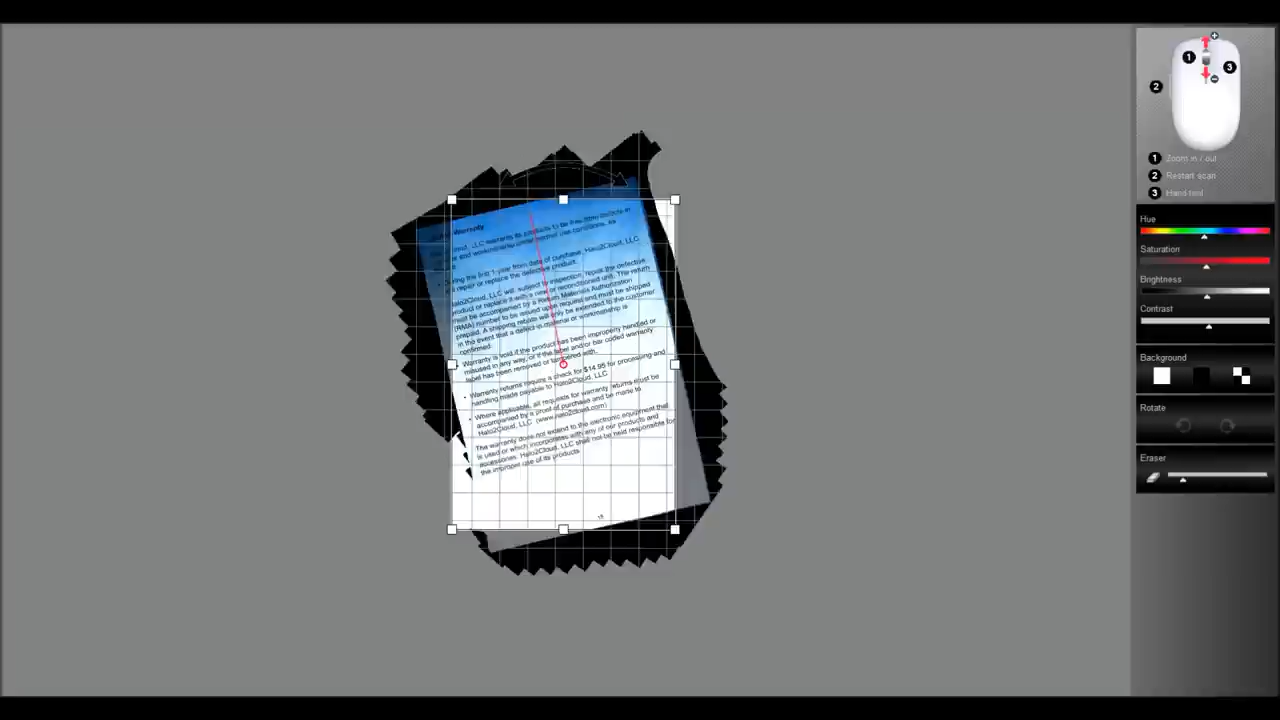 Warranty
LLC warrants its products to be free from defects in
and workmanship under normal use conditions, its
During the first 1 year from date of purchase, Halo2Cloud, LLC
repair or replace the defective product.
Halo2Cloud, LLC will, subject to inspection, repair the defective
product or replace it with a new or reconditioned unit. The return
must be accompanied by a Return Materials Authorization
(RMA) number to be issued upon request and must be shipped
prepaid. A shipping rebate will only be extended to the customer
in the event that a defect in material or workmanship is
confirmed.
• Warranty is void if the product has been improperly handled or
misused in any way, or if the label and/or bar coded warranty
label has been removed or tampered with.
• Warranty returns require a check for $14.95 for processing and
handling made payable to Halo2Cloud, LLC
• Where applicable, all requests for warranty returns must be
accompanied by a proof of purchase and be made to
Halo2Cloud, LLC (www.halo2cloud.com)
The warranty does not extend to the electronic equipment that
is used or which incorporates with any of our products and
accessories. Halo2Cloud, LLC shall not be held responsible for
the improper use of its products.
15
1
3
2
1 Zoom in / out
2 Restart scan
3 Hand tool
Hue
Saturation
Brightness
Contrast
Background
Rotate
Eraser